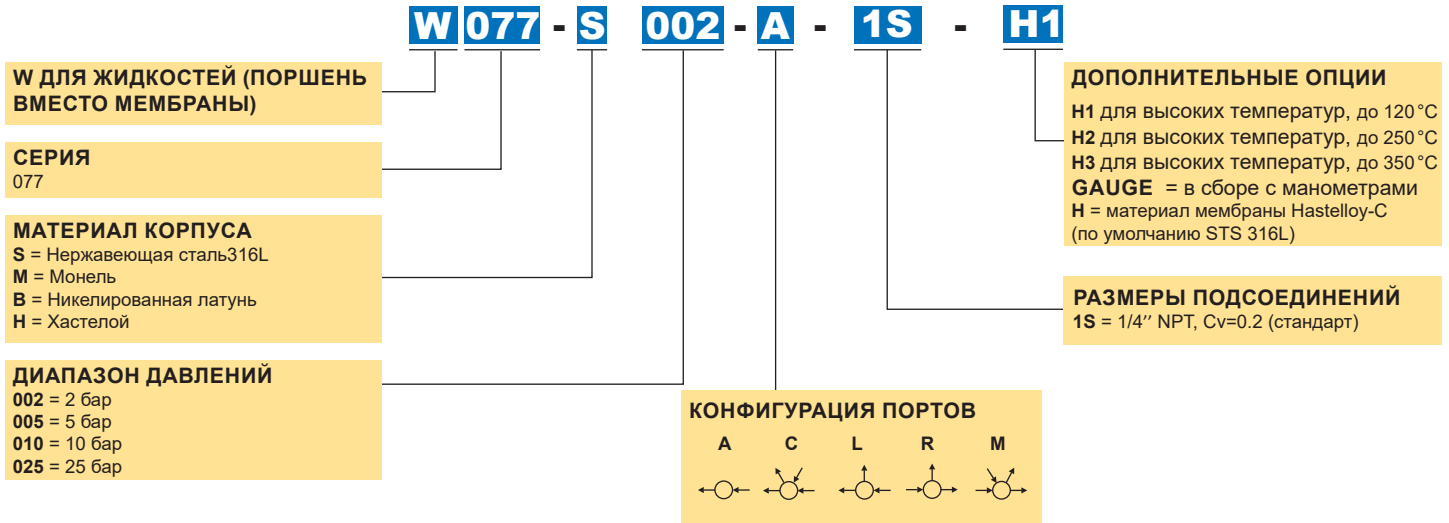 W 077 - S 002 - A - 1S - H1
W ДЛЯ ЖИДКОСТЕЙ (ПОРШЕНЬ
ВМЕСТО МЕМБРАНЫ)
СЕРИЯ
077
МАТЕРИАЛ КОРПУСА
S = Нержавеющая сталь316L
M = Монель
B = Никелированная латунь
H = Хастелой
ДИАПАЗОН ДАВЛЕНИЙ
002 = 2 бар
005 = 5 бар
010 = 10 бар
025 = 25 бар
КОНФИГУРАЦИЯ ПОРТОВ
A C L R M
ДОПОЛНИТЕЛЬНЫЕ ОПЦИИ
H1 для высоких температур, до 120°C
H2 для высоких температур, до 250°C
H3 для высоких температур, до 350°C
GAUGE = в сборе с манометрами
H = материал мембраны Hastelloy-C
(по умолчанию STS 316L)
РАЗМЕРЫ ПОДСОЕДИНЕНИЙ
1S = 1/4′′ NPT, Cv=0.2 (стандарт)